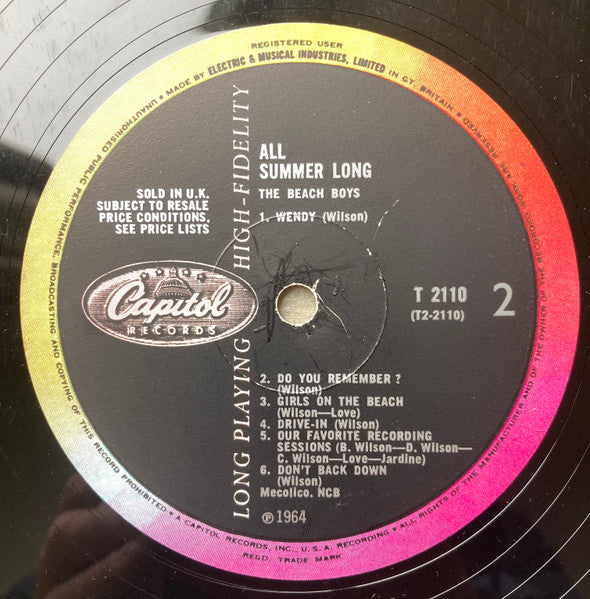 REGISTERED USER
• MADE BY ELECTRIC & MUSICAL INDUSTRIES, LIMITED IN GT. BRITAIN •
UNAUTHORISED PUBLIC PERFORMANCE, BROADCASTING AND COPYING OF THIS RECORD PROHIBITED •
A CAPITOL RECORDS, INC., U.S.A. RECORDING •
ALL RIGHTS OF THE MANUFACTURER AND OF THE OWNER OF THE RECORDED WORK ARE RESERVED
REGD. TRADE MARK
LONG PLAYING HIGH-FIDELITY
ALL
SUMMER LONG
THE BEACH BOYS
1. WENDY (Wilson)
SOLD IN U.K.
SUBJECT TO RESALE
PRICE CONDITIONS,
SEE PRICE LISTS
Capitol
RECORDS
T 2110
(T2-2110)
2
2. DO YOU REMEMBER ?
(Wilson)
3. GIRLS ON THE BEACH
(Wilson—Love)
4. DRIVE-IN (Wilson)
5. OUR FAVORITE RECORDING
SESSIONS (B. Wilson—D. Wilson—
C. Wilson—Love—Jardine)
6. DON'T BACK DOWN
(Wilson)
Mecolico. NCB
℗ 1964